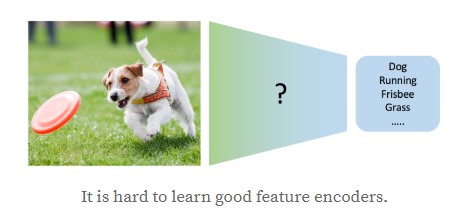 ?
Dog
Running
Frisbee
Grass
.....
It is hard to learn good feature encoders.